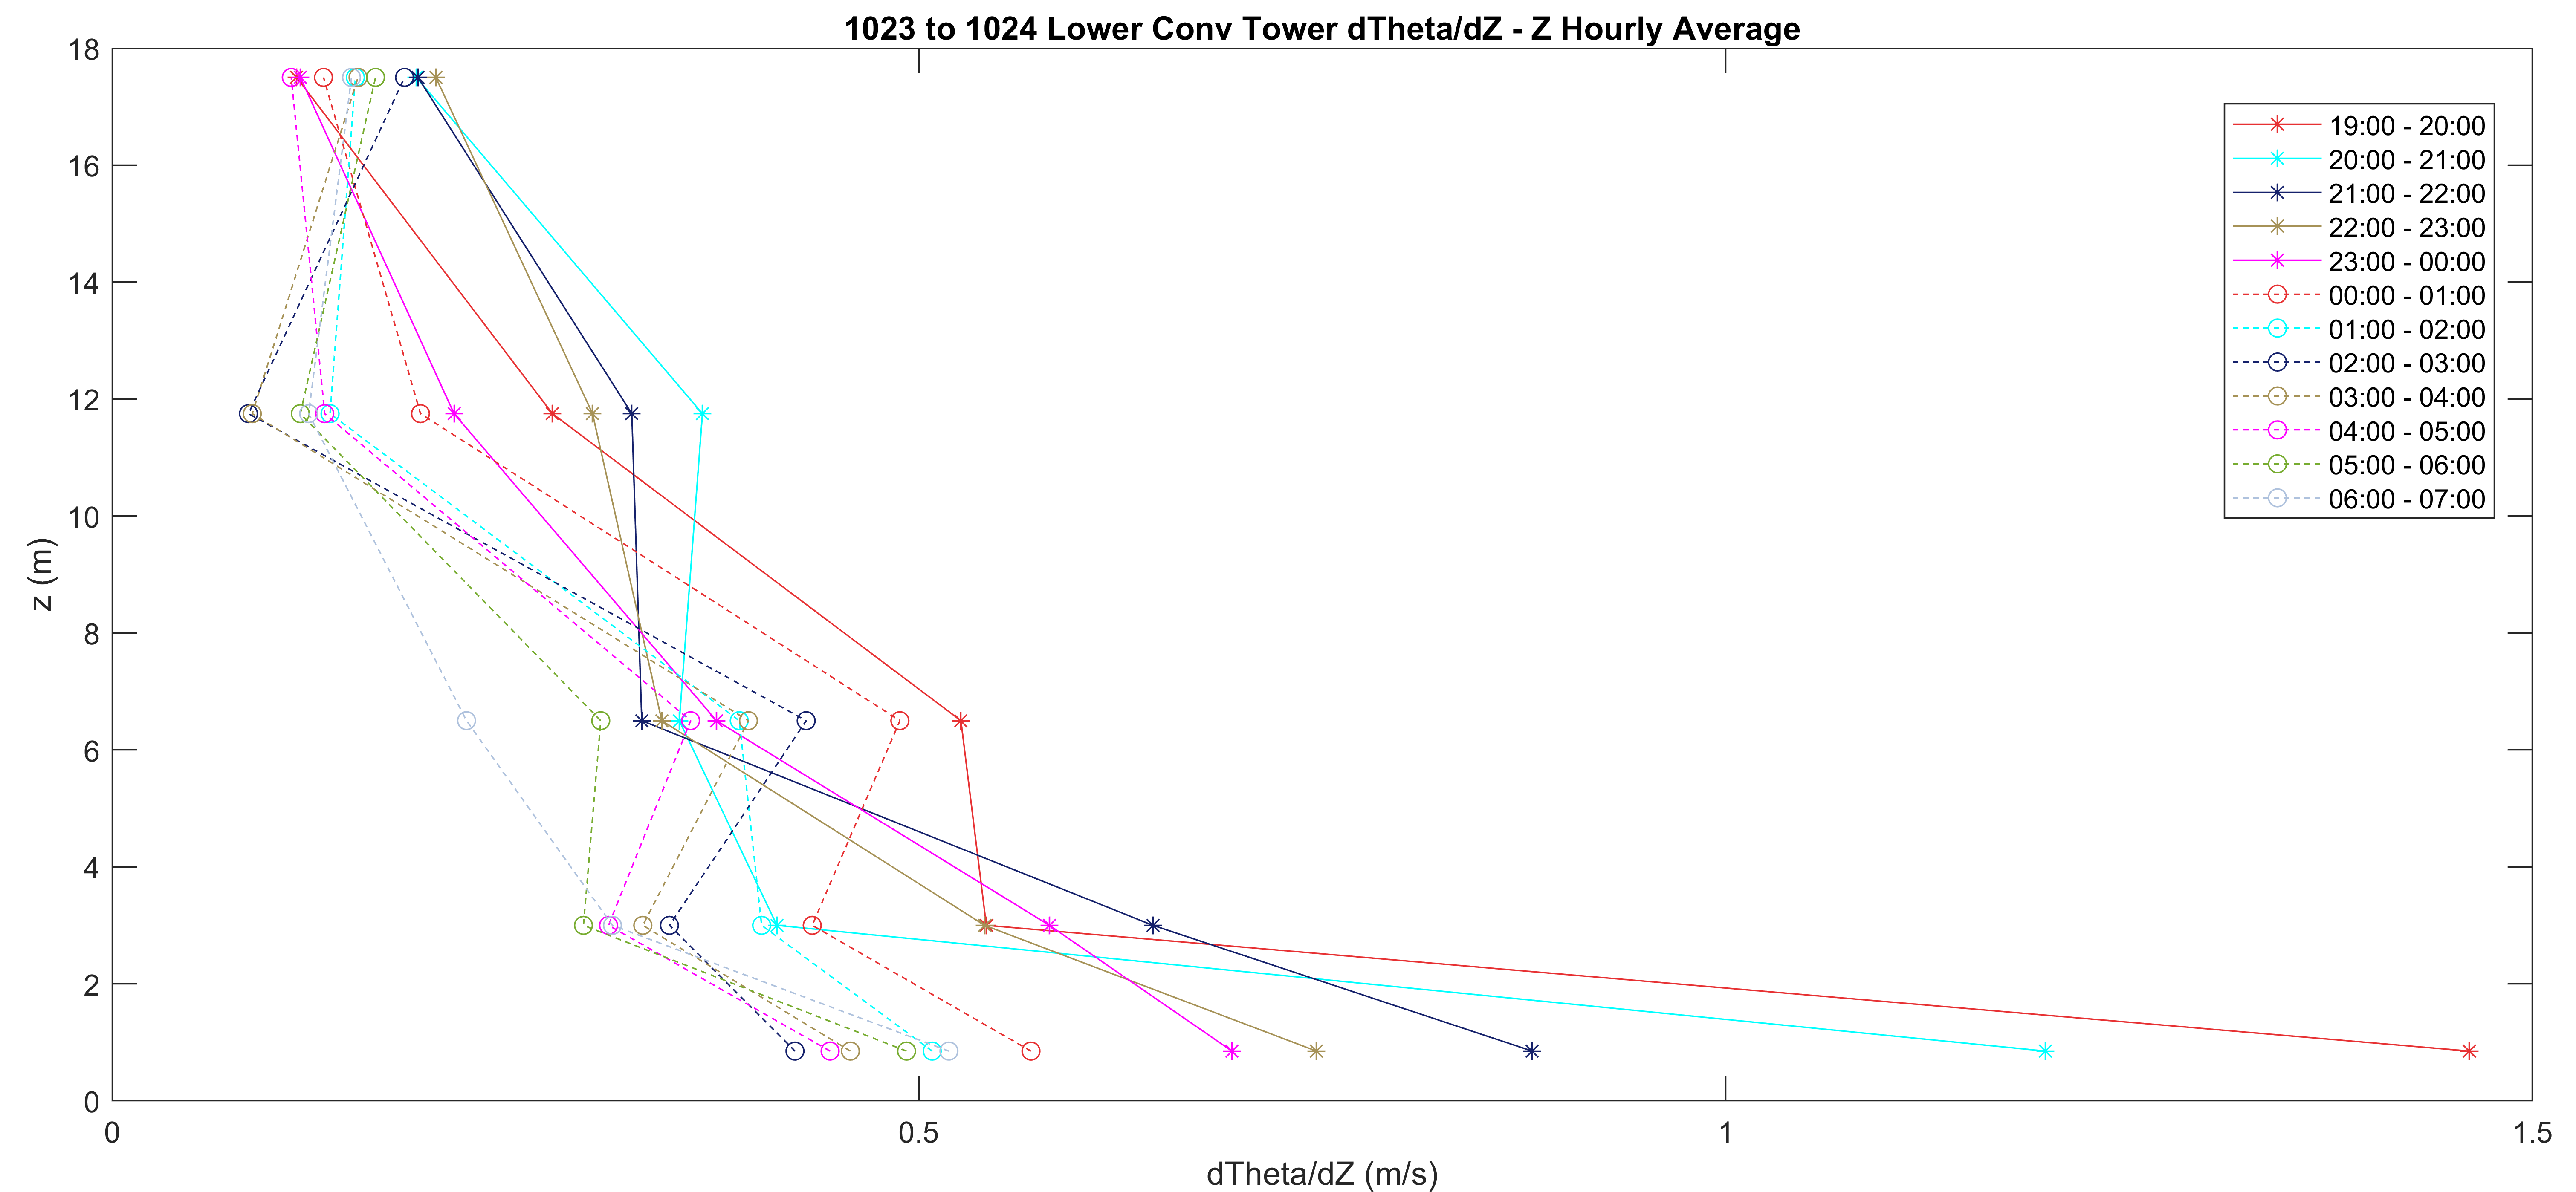 1023 to 1024 Lower Conv Tower dTheta/dZ - Z Hourly Average
18
16
14
12
10
8
6
4
2
0
z (m)
0
0.5
1
1.5
dTheta/dZ (m/s)
19:00 - 20:00
20:00 - 21:00
21:00 - 22:00
22:00 - 23:00
23:00 - 00:00
00:00 - 01:00
01:00 - 02:00
02:00 - 03:00
03:00 - 04:00
04:00 - 05:00
05:00 - 06:00
06:00 - 07:00